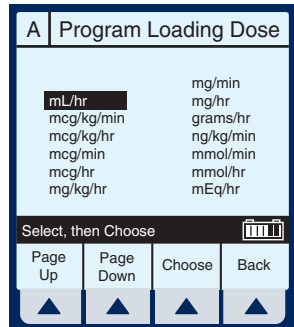 A Program Loading Dose
mL/hr
mcg/kg/min
mcg/kg/hr
mcg/min
mcg/hr
mg/kg/hr
mg/min
mg/hr
grams/hr
ng/kg/min
mmol/min
mmol/hr
mEq/hr
Select, then Choose
Page Up
Page Down
Choose
Back